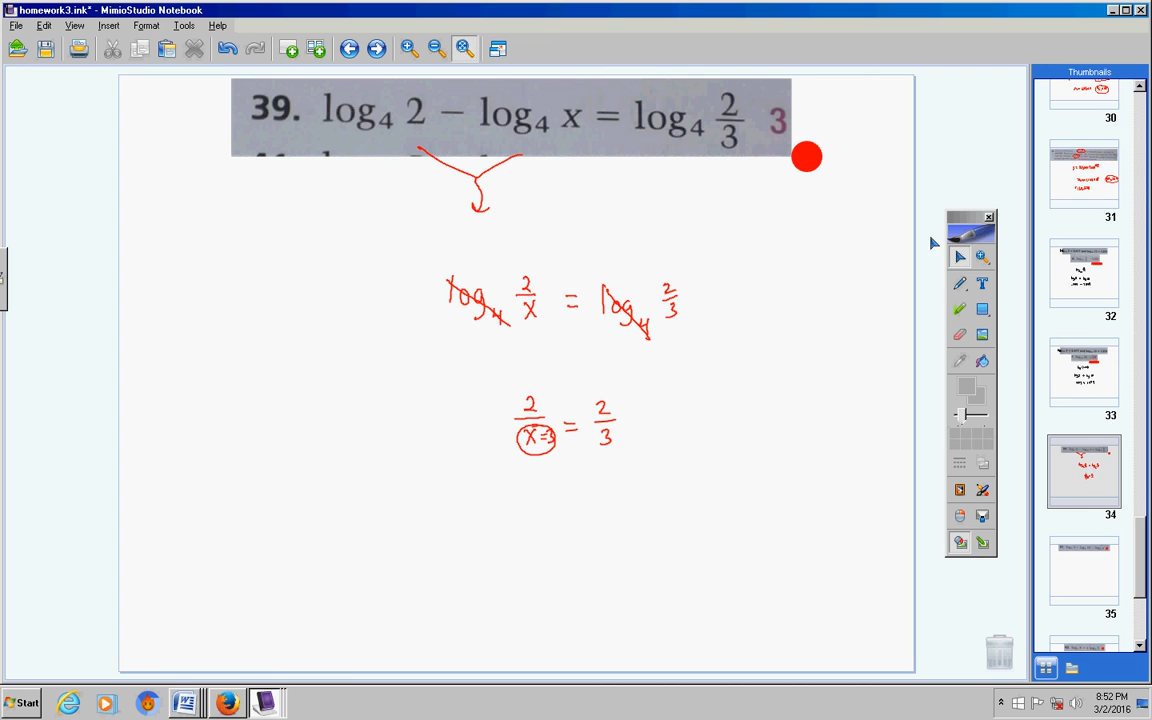 homework3.ink* - MimioStudio Notebook
File Edit View Insert Format Tools Help
Thumbnails
39. log₄ 2 − log₄ x = log₄ 2/3 3
log₄ 2/x = log₄ 2/3
2/x=3 = 2/3
30
31
32
33
34
35
T
Start
8:52 PM
3/2/2016